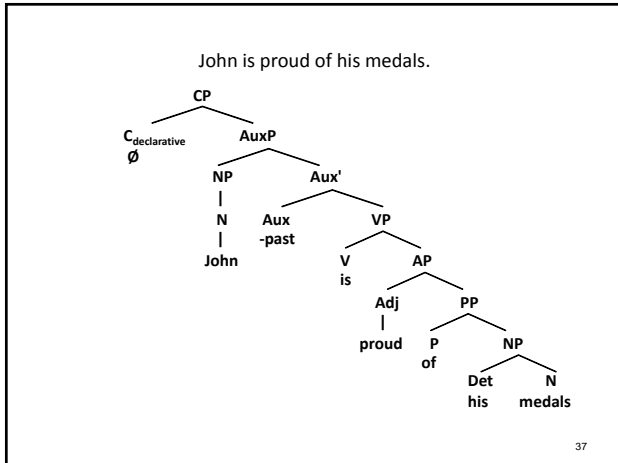 John is proud of his medals.
CP
C declarative AuxP
Ø
NP Aux'
N Aux VP
-past
John V AP
is
Adj PP
proud P NP
of
Det N
his medals
37